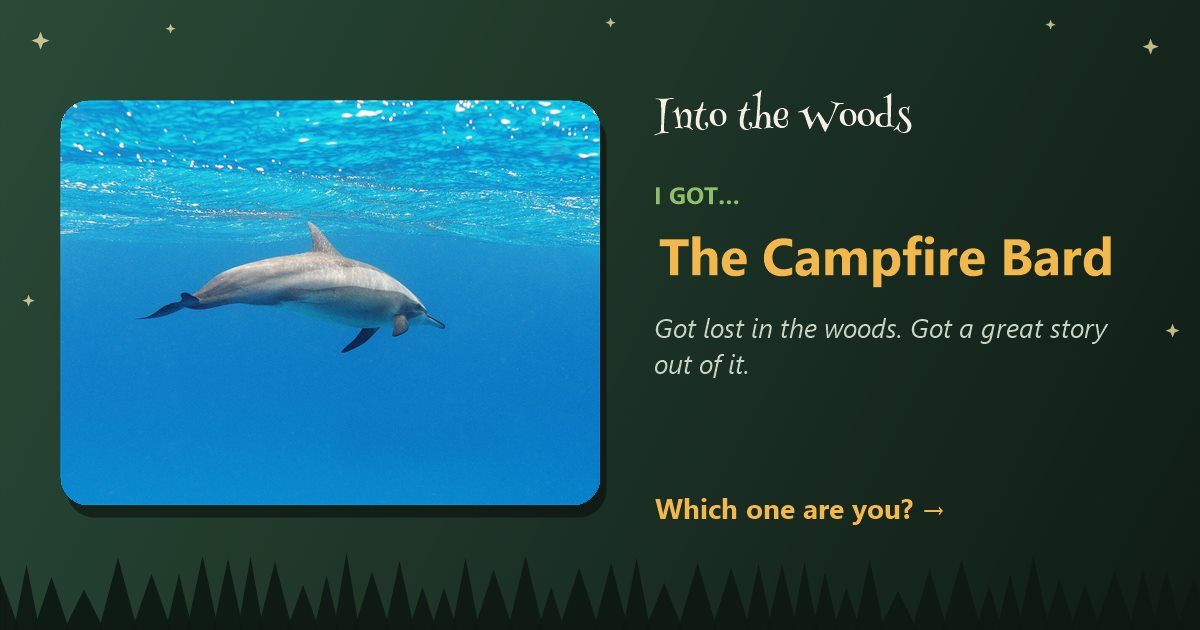 Into the Woods
I GOT...
The Campfire Bard
Got lost in the woods. Got a great story
out of it.
Which one are you? →